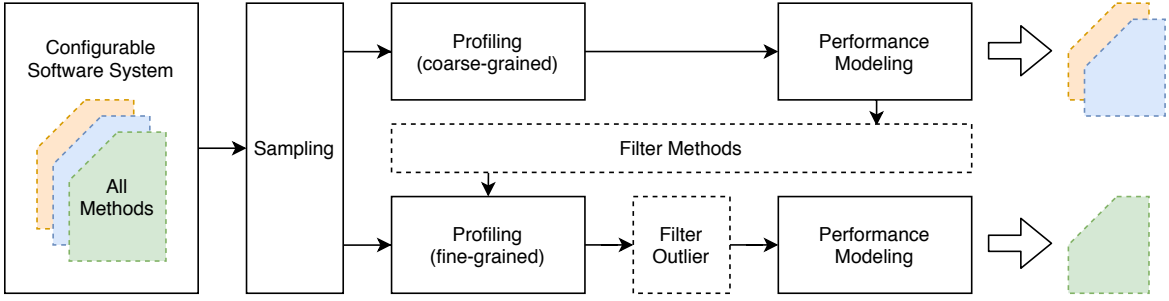 Configurable
Software System
All
Methods
Sampling
Profiling
(coarse-grained)
Performance
Modeling
Filter Methods
Profiling
(fine-grained)
Filter
Outlier
Performance
Modeling